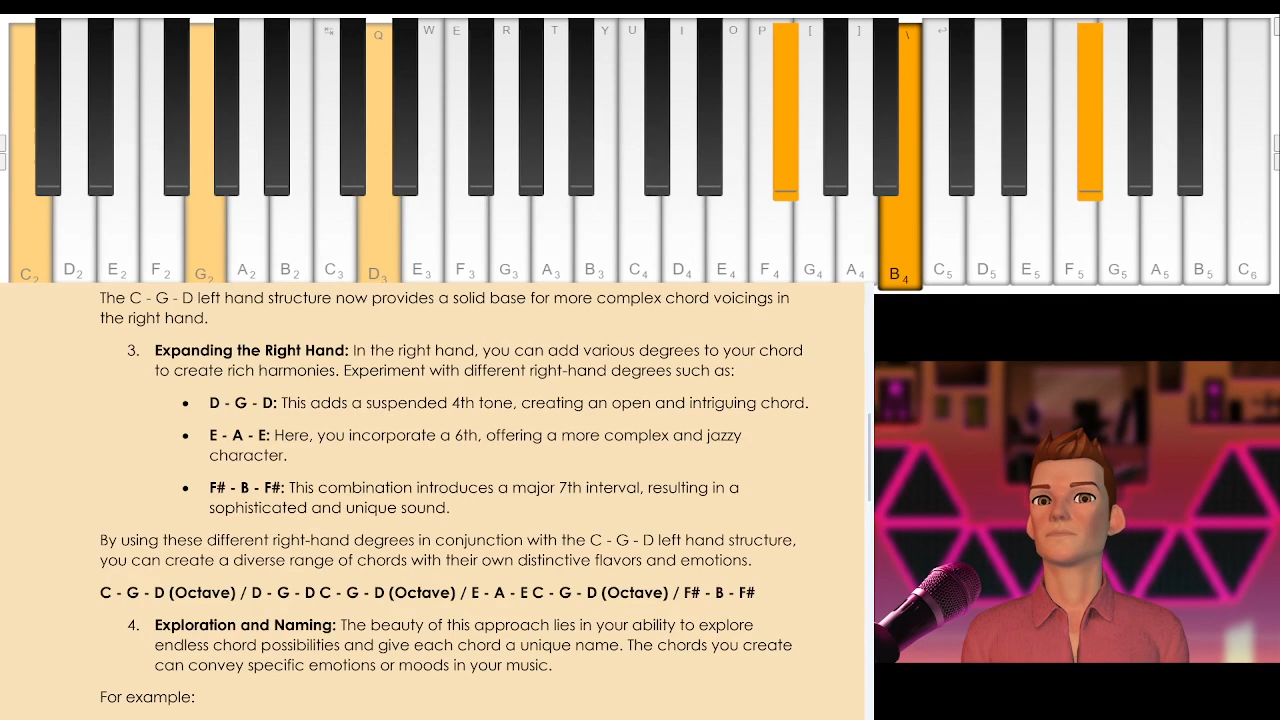 Q W E R T Y U I O P [ ] \ ↩
C2 D2 E2 F2 G2 A2 B2 C3 D3 E3 F3 G3 A3 B3 C4 D4 E4 F4 G4 A4 B4 C5 D5 E5 F5 G5 A5 B5 C6
The C - G - D left hand structure now provides a solid base for more complex chord voicings in
the right hand.
3. Expanding the Right Hand: In the right hand, you can add various degrees to your chord
to create rich harmonies. Experiment with different right-hand degrees such as:
• D - G - D: This adds a suspended 4th tone, creating an open and intriguing chord.
• E - A - E: Here, you incorporate a 6th, offering a more complex and jazzy
character.
• F# - B - F#: This combination introduces a major 7th interval, resulting in a
sophisticated and unique sound.
By using these different right-hand degrees in conjunction with the C - G - D left hand structure,
you can create a diverse range of chords with their own distinctive flavors and emotions.
C - G - D (Octave) / D - G - D C - G - D (Octave) / E - A - E C - G - D (Octave) / F# - B - F#
4. Exploration and Naming: The beauty of this approach lies in your ability to explore
endless chord possibilities and give each chord a unique name. The chords you create
can convey specific emotions or moods in your music.
For example: